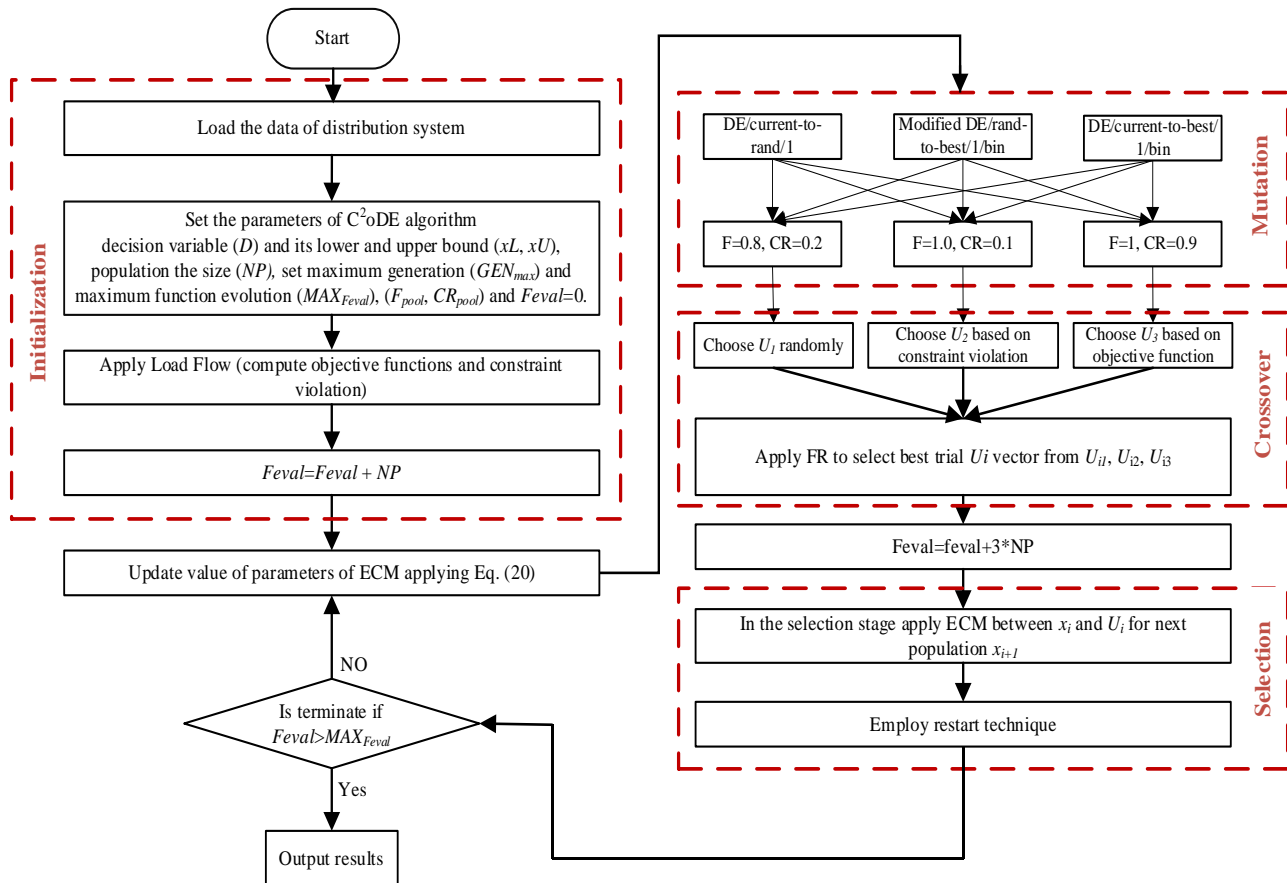 Start
Initialization
Load the data of distribution system
Set the parameters of C²oDE algorithm
decision variable (D) and its lower and upper bound (xL, xU),
population the size (NP), set maximum generation (GENmax) and
maximum function evolution (MAXFeval), (Fpool, CRpool) and Feval=0.
Apply Load Flow (compute objective functions and constraint
violation)
Feval=Feval + NP
Update value of parameters of ECM applying Eq. (20)
NO
Is terminate if
Feval>MAXFeval
Yes
Output results
Mutation
DE/current-to-
rand/1
Modified DE/rand-
to-best/1/bin
DE/current-to-best/
1/bin
F=0.8, CR=0.2
F=1.0, CR=0.1
F=1, CR=0.9
Crossover
Choose U1 randomly
Choose U2 based on
constraint violation
Choose U3 based on
objective function
Apply FR to select best trial Ui vector from Ui1, Ui2, Ui3
Feval=feval+3*NP
Selection
In the selection stage apply ECM between xi and Ui for next
population xi+1
Employ restart technique